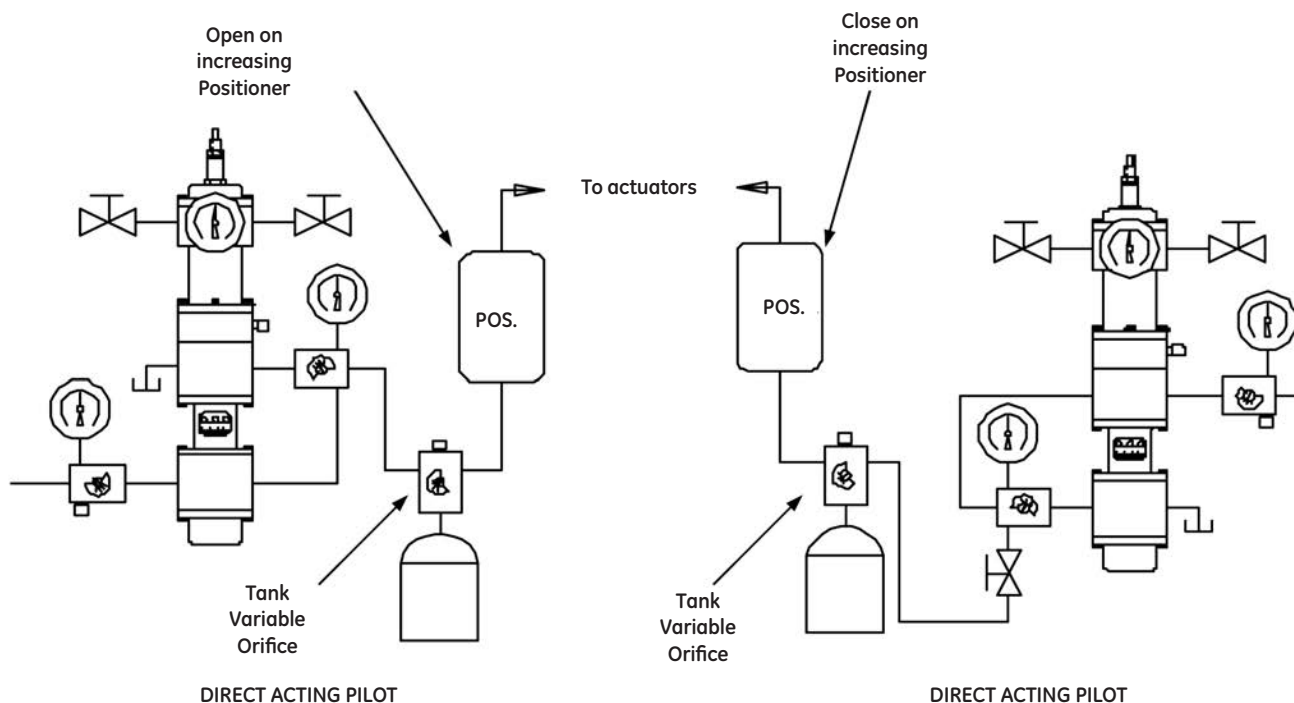 Open on
increasing
Positioner
Close on
increasing
Positioner
To actuators
POS.
POS.
Tank
Variable
Orifice
Tank
Variable
Orifice
DIRECT ACTING PILOT
DIRECT ACTING PILOT